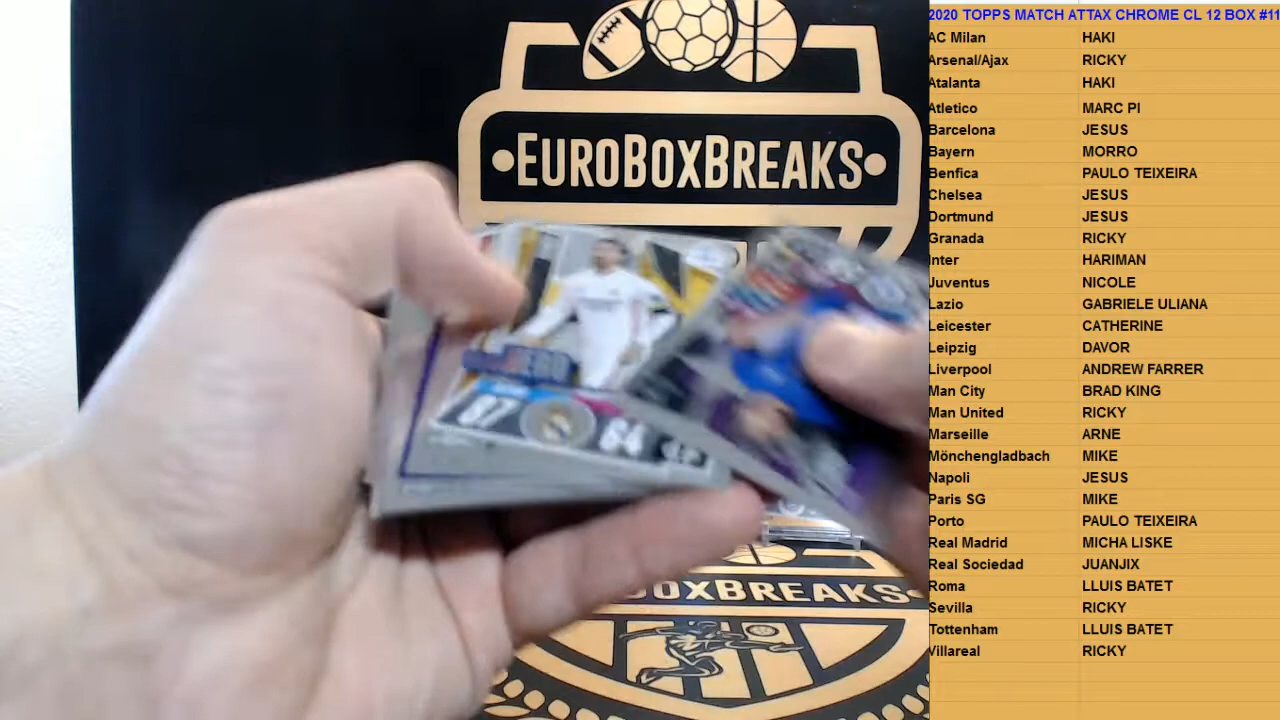 2020 TOPPS MATCH ATTAX CHROME CL 12 BOX #11
AC Milan HAKI
Arsenal/Ajax RICKY
Atalanta HAKI
Atletico MARC PI
Barcelona JESUS
Bayern MORRO
Benfica PAULO TEIXEIRA
Chelsea JESUS
Dortmund JESUS
Granada RICKY
Inter HARIMAN
Juventus NICOLE
Lazio GABRIELE ULIANA
Leicester CATHERINE
Leipzig DAVOR
Liverpool ANDREW FARRER
Man City BRAD KING
Man United RICKY
Marseille ARNE
Mönchengladbach MIKE
Napoli JESUS
Paris SG MIKE
Porto PAULO TEIXEIRA
Real Madrid MICHA LISKE
Real Sociedad JUANJIX
Roma LLUIS BATET
Sevilla RICKY
Tottenham LLUIS BATET
Villareal RICKY
•EUROBOXBREAKS•
87 64
OXBREAKS